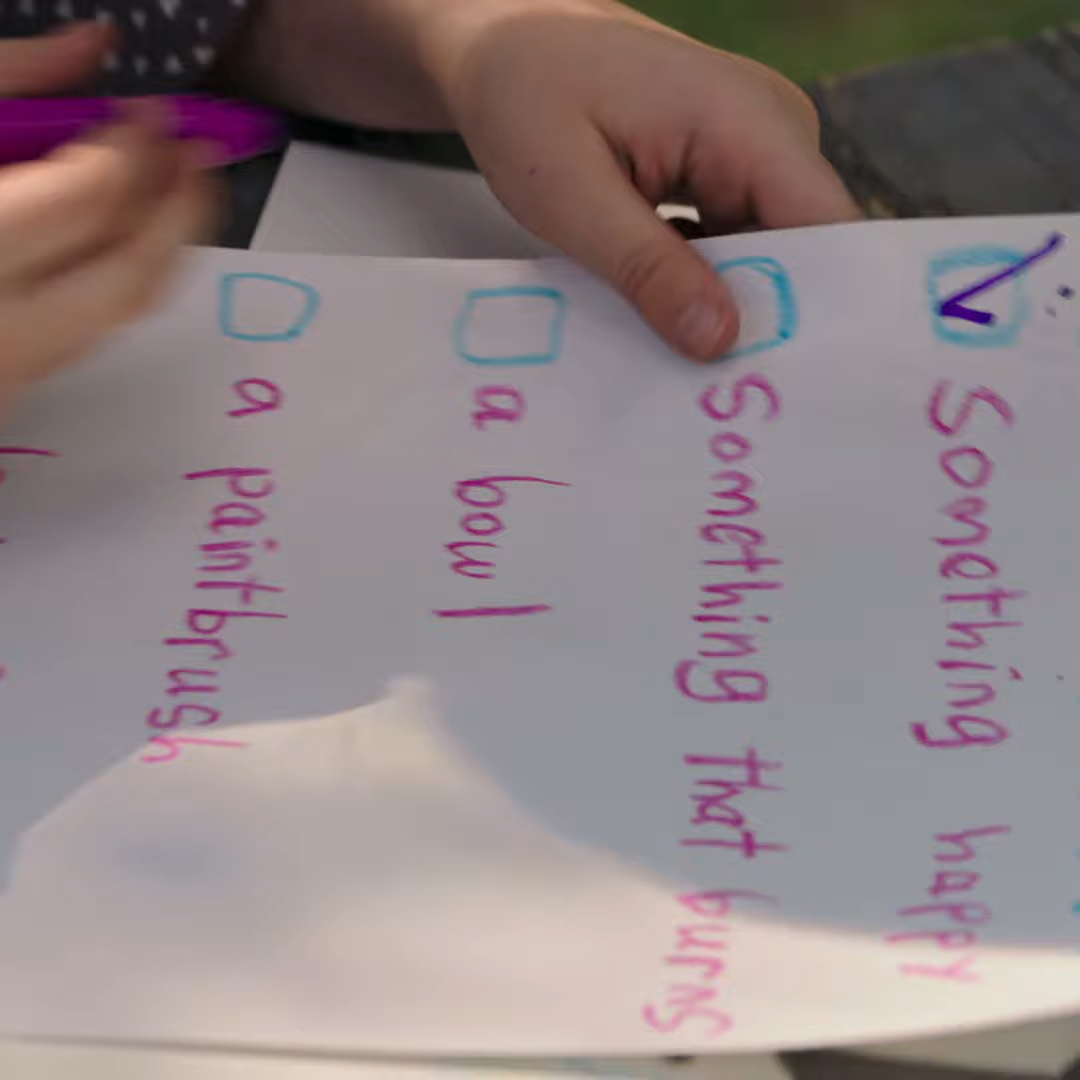 Something happy
Something that burns
a bowl
a paintbrush